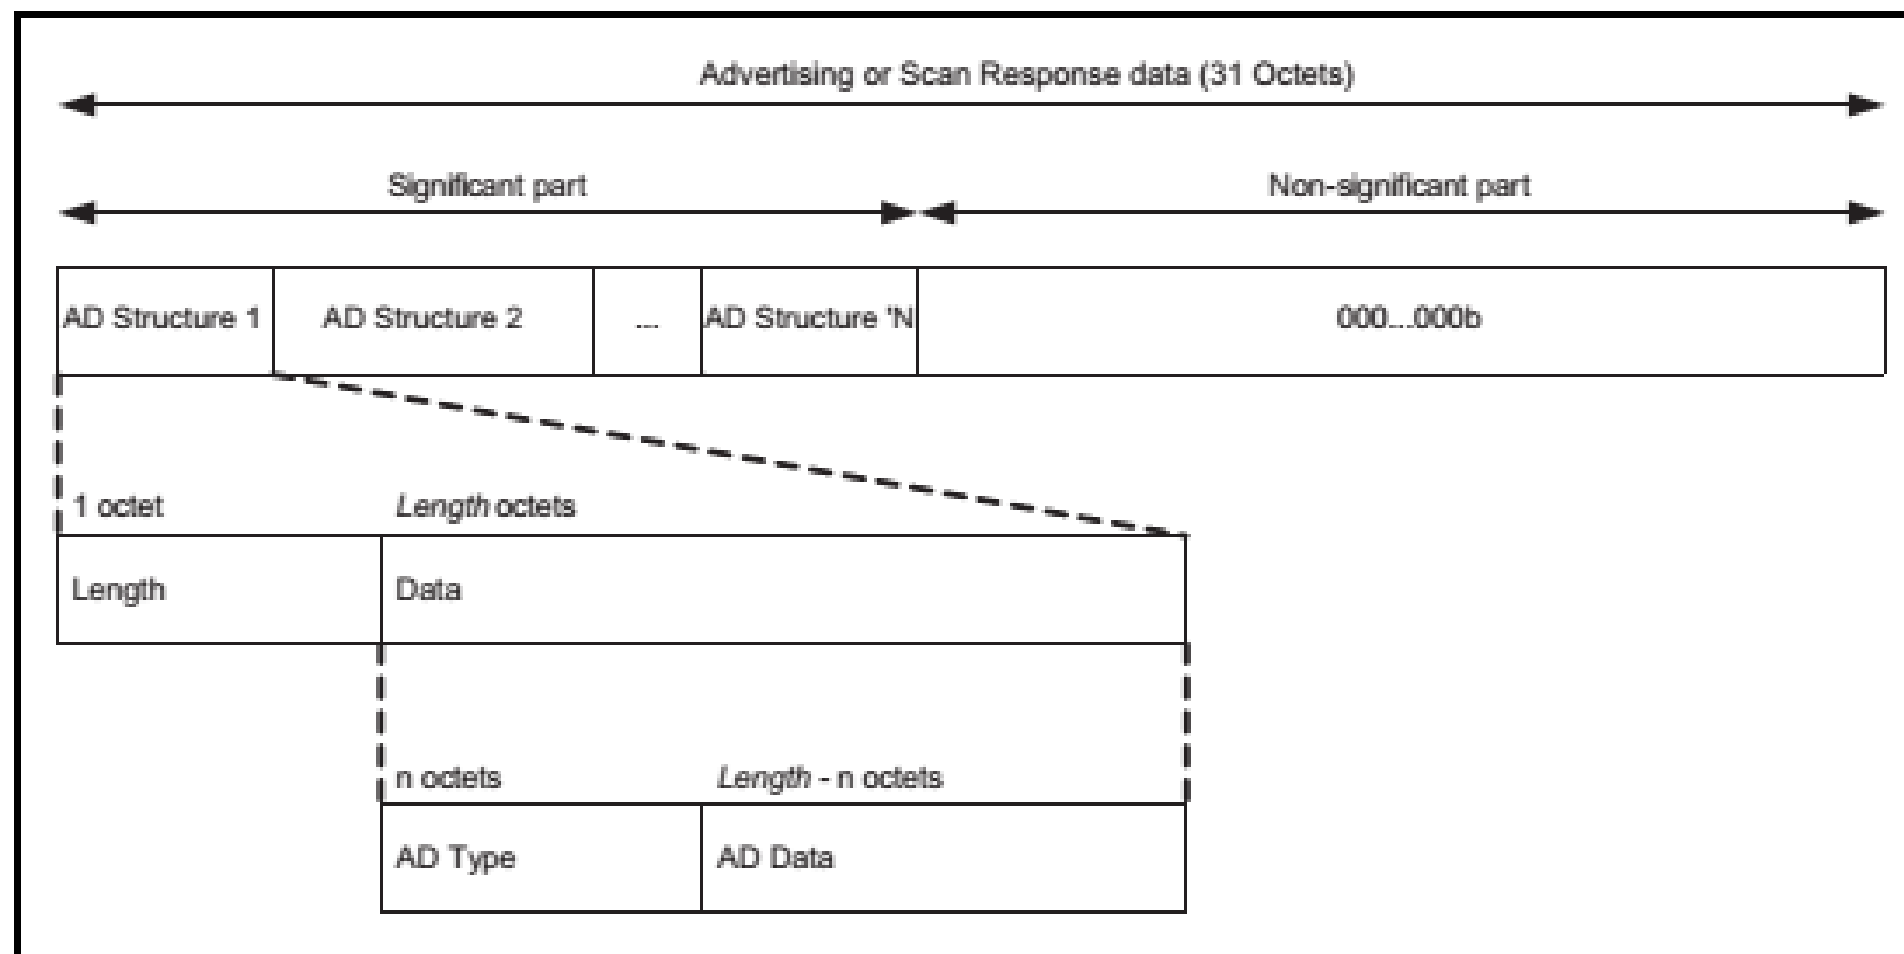 Advertising or Scan Response data (31 Octets)
Significant part
Non-significant part
AD Structure 1
AD Structure 2
...
AD Structure 'N
000...000b
1 octet
Length octets
Length
Data
n octets
Length - n octets
AD Type
AD Data